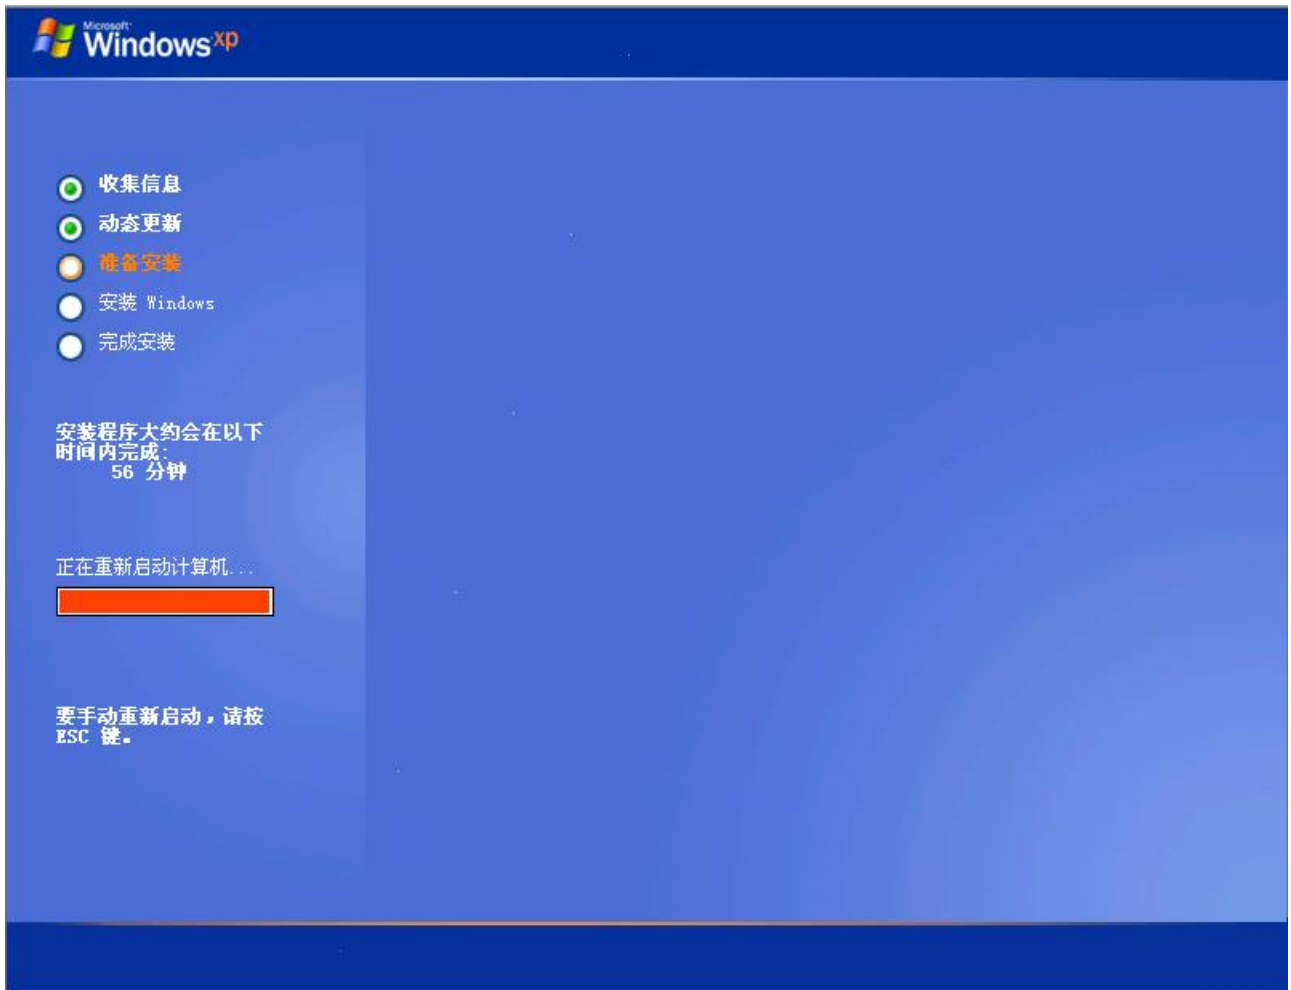 Microsoft
Windows xp
收集信息
动态更新
准备安装
安装 Windows
完成安装
安装程序大约会在以下
时间内完成:
56 分钟
正在重新启动计算机...
要手动重新启动，请按
ESC 键。